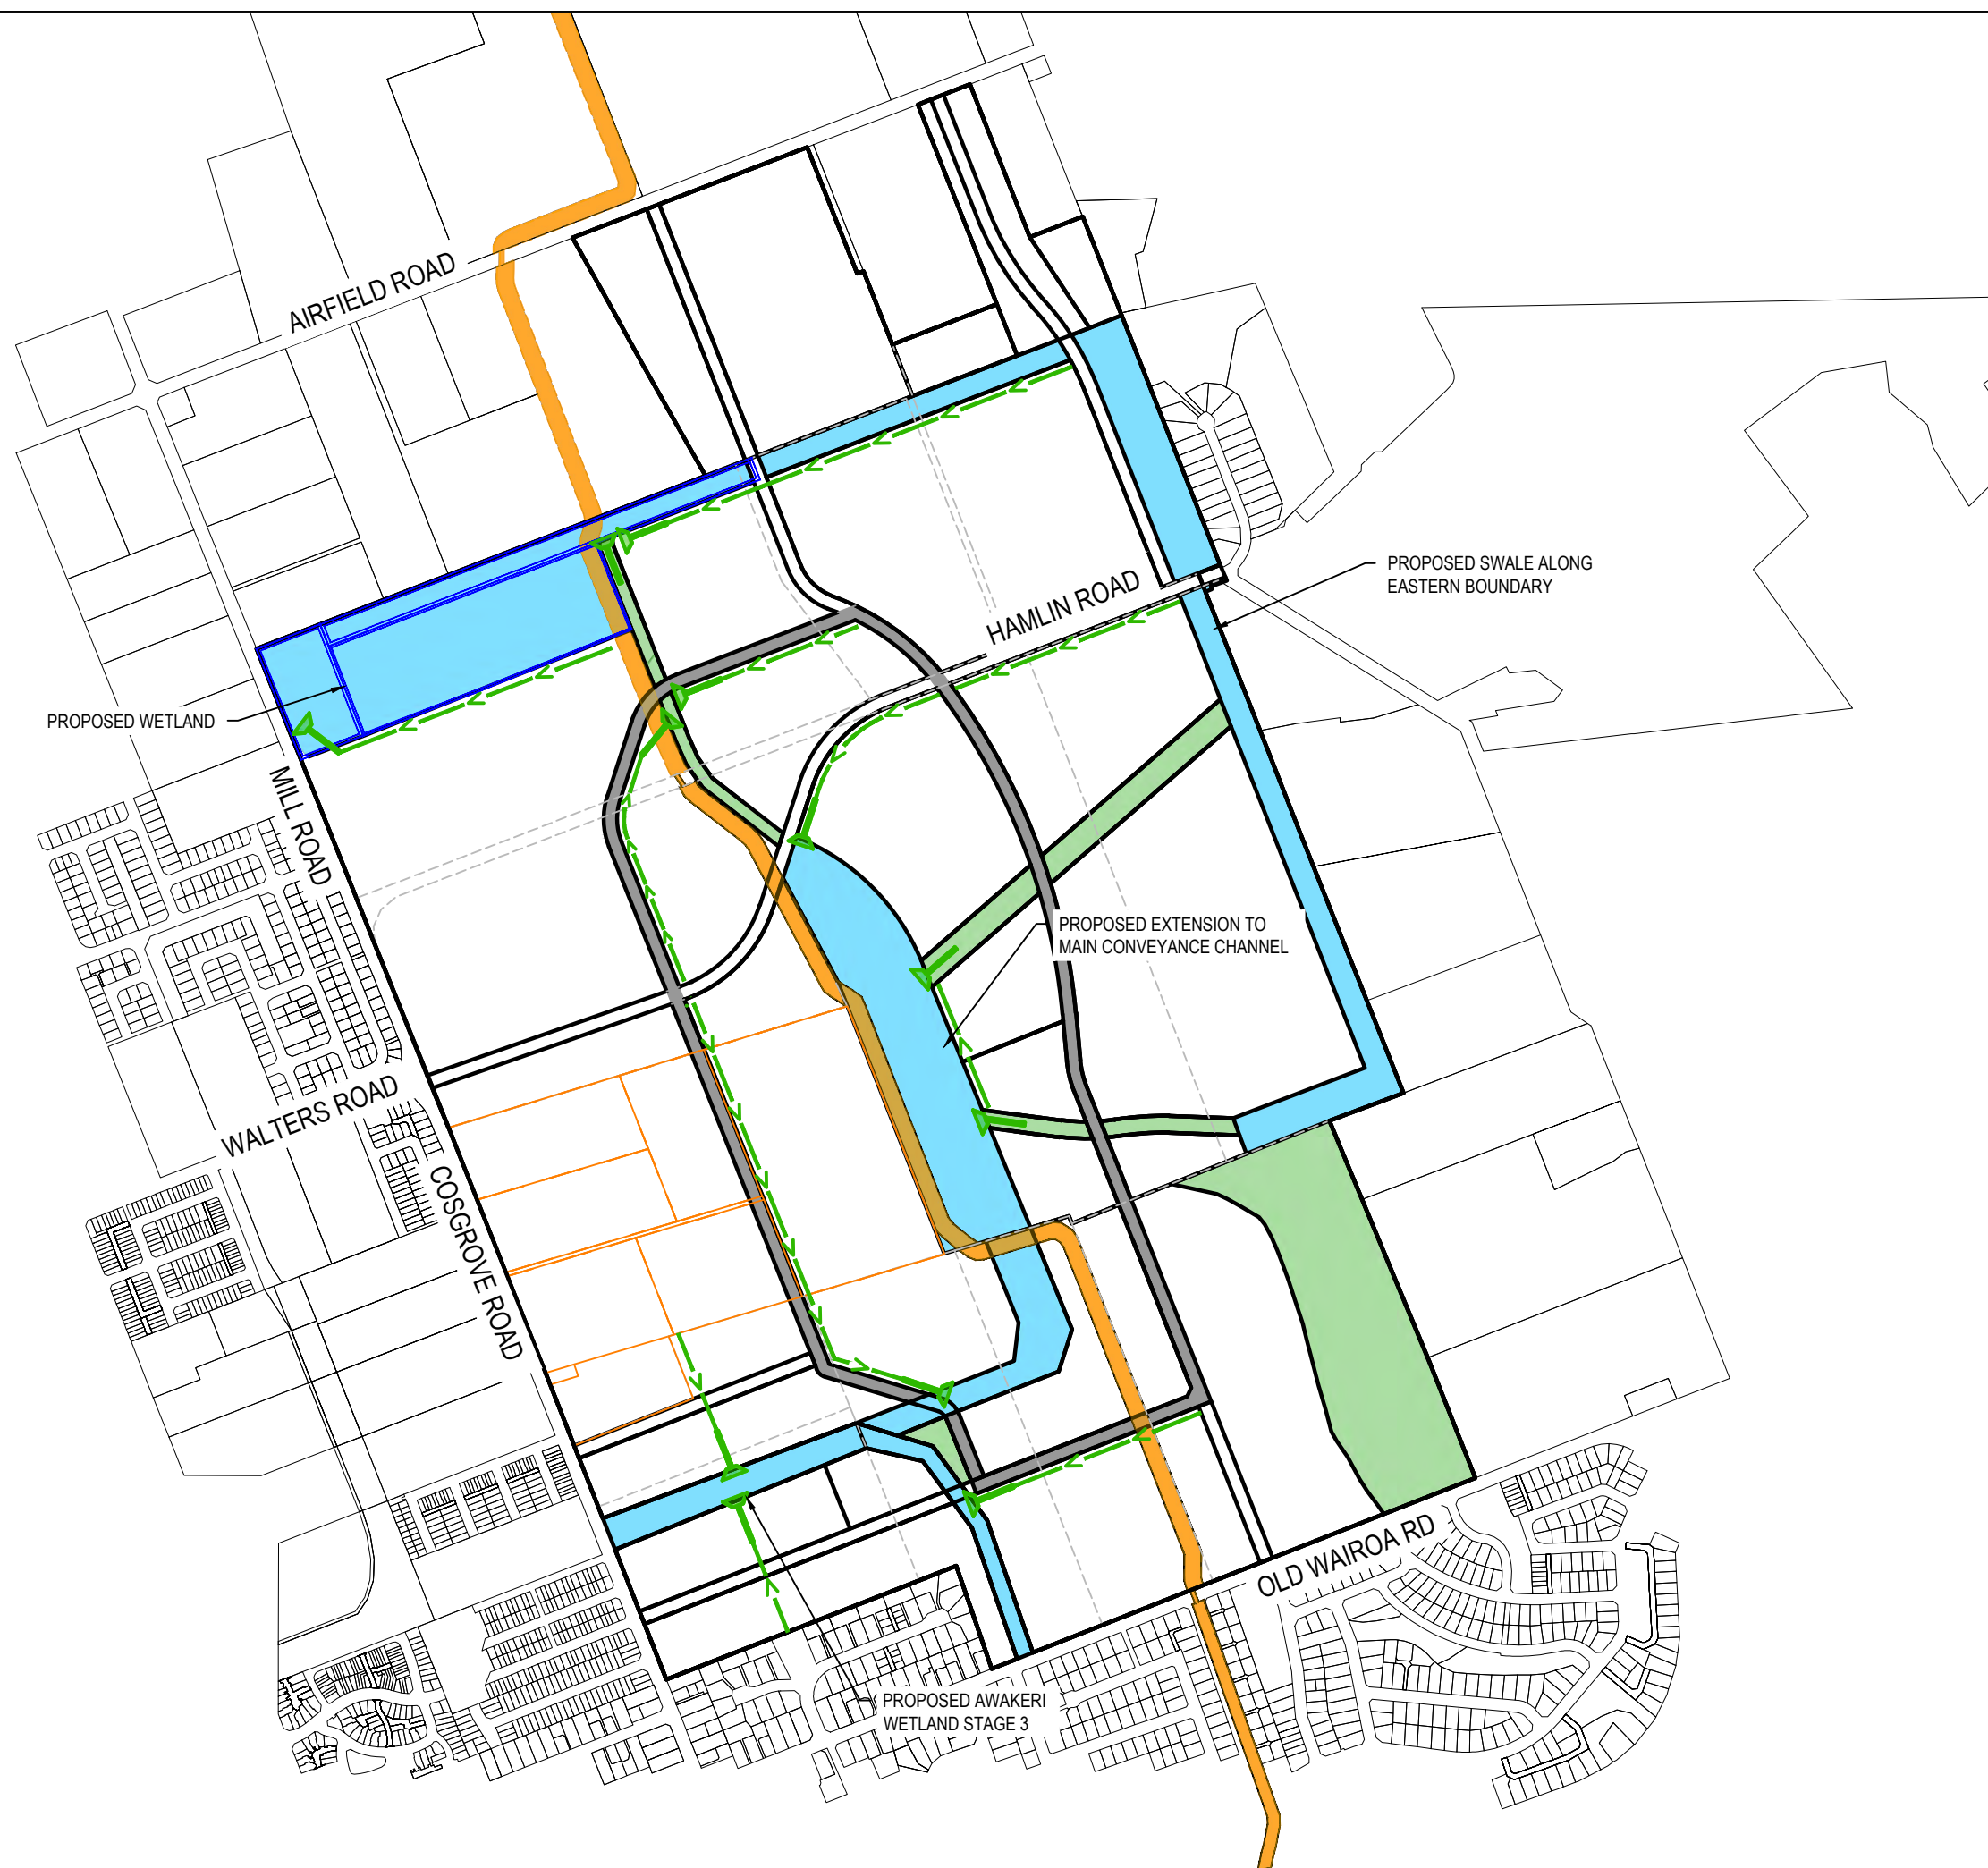 AIRFIELD ROAD
PROPOSED SWALE ALONG
EASTERN BOUNDARY
HAMLIN ROAD
PROPOSED WETLAND
MILL ROAD
PROPOSED EXTENSION TO
MAIN CONVEYANCE CHANNEL
WALTERS ROAD
COSGROVE ROAD
OLD WAIROA RD
PROPOSED AWAKERI
WETLAND STAGE 3